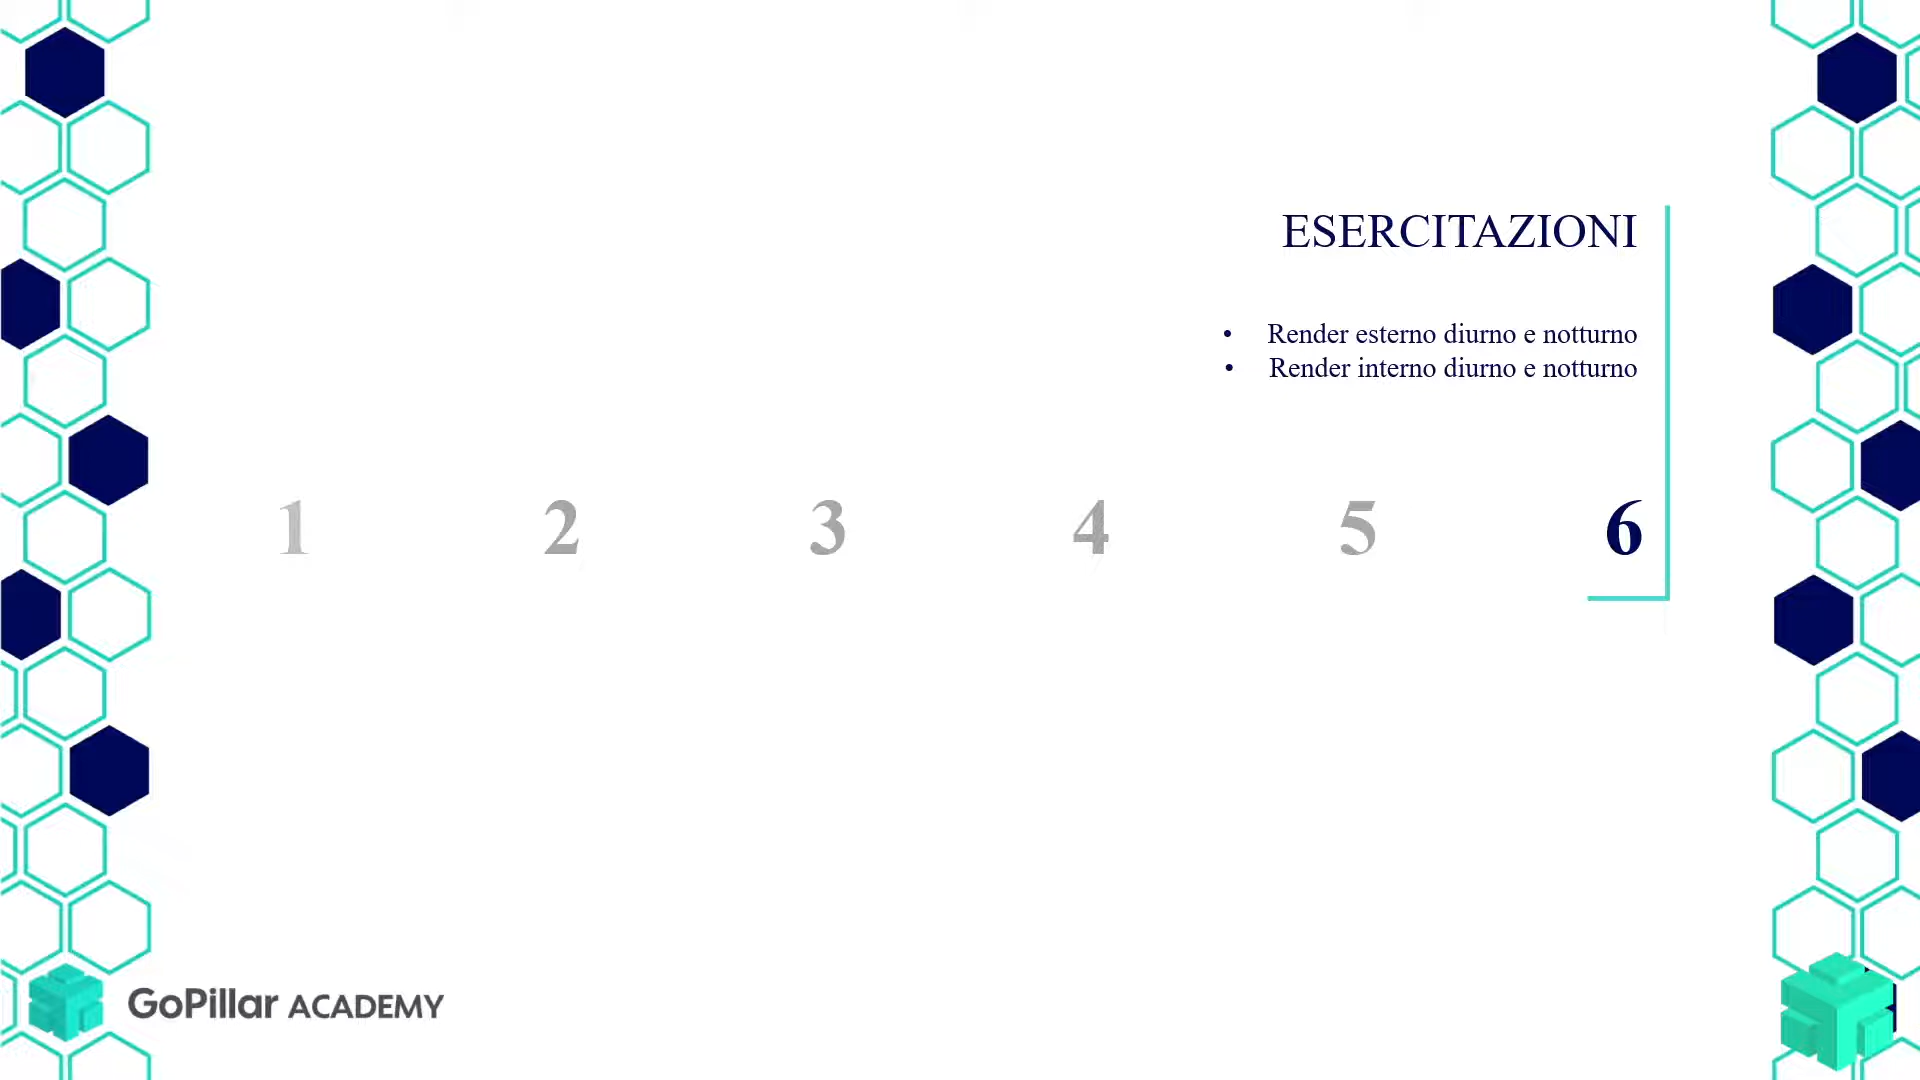 ESERCITAZIONI
• Render esterno diurno e notturno
• Render interno diurno e notturno
1 2 3 4 5 6
GoPillar ACADEMY